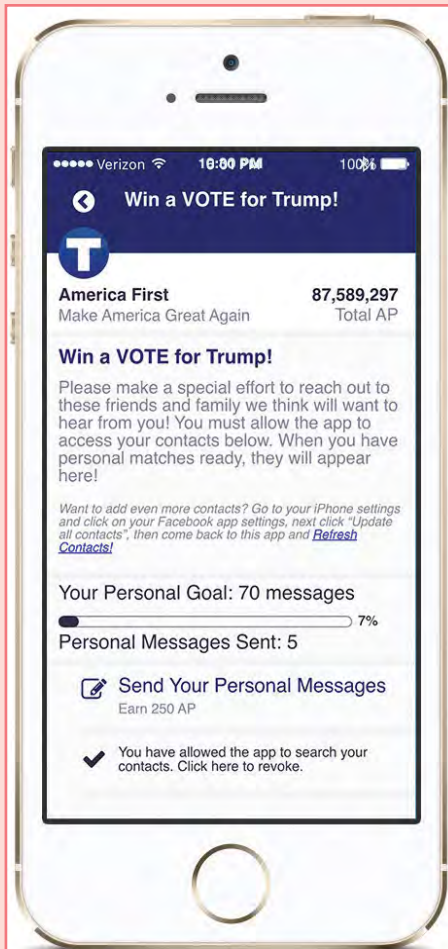 Verizon 10:00 PM 100%
Win a VOTE for Trump!
T
America First 87,589,297
Make America Great Again Total AP
Win a VOTE for Trump!
Please make a special effort to reach out to
these friends and family we think will want to
hear from you! You must allow the app to
access your contacts below. When you have
personal matches ready, they will appear
here!
Want to add even more contacts? Go to your iPhone settings
and click on your Facebook app settings, next click “Update
all contacts”, then come back to this app and Refresh
Contacts!
Your Personal Goal: 70 messages
7%
Personal Messages Sent: 5
Send Your Personal Messages
Earn 250 AP
You have allowed the app to search your
contacts. Click here to revoke.